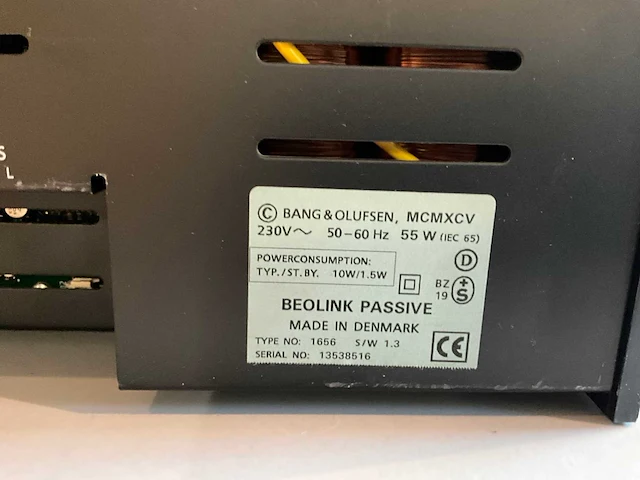 S
L
© BANG & OLUFSEN, MCMXCV
230V~ 50-60 Hz 55 W (IEC 65)
POWERCONSUMPTION:
TYP./ST.BY. 10W/1.5W
D
BZ
19
+S
BEOLINK PASSIVE
MADE IN DENMARK
TYPE NO: 1656 S/W 1.3
SERIAL NO: 13538516
CE